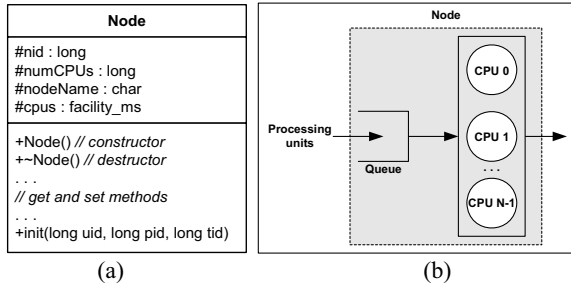 Node
#nid : long
#numCPUs : long
#nodeName : char
#cpus : facility_ms
+Node() // constructor
+~Node() // destructor
. . .
// get and set methods
. . .
+init(long uid, long pid, long tid)
(a)
Node
CPU 0
Processing
units
CPU 1
Queue
. . .
CPU N-1
(b)